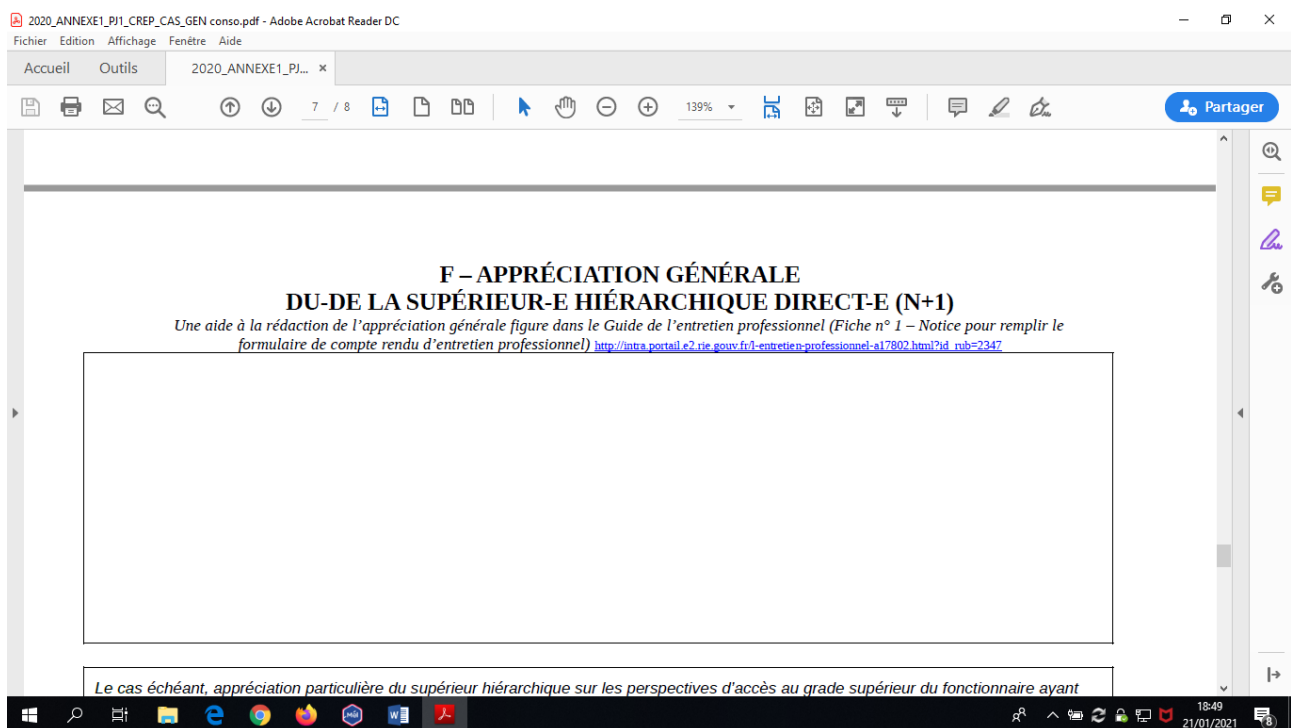 2020_ANNEXE1_PJ1_CREP_CAS_GEN conso.pdf - Adobe Acrobat Reader DC
Fichier Edition Affichage Fenêtre Aide
Accueil Outils 2020_ANNEXE1_PJ... ×
7 / 8 139% Partager
F – APPRÉCIATION GÉNÉRALE
DU-DE LA SUPÉRIEUR-E HIÉRARCHIQUE DIRECT-E (N+1)
Une aide à la rédaction de l’appréciation générale figure dans le Guide de l’entretien professionnel (Fiche n° 1 – Notice pour remplir le
formulaire de compte rendu d’entretien professionnel) http://intra.portail.e2.rie.gouv.fr/l-entretien-professionnel-a17802.html?id_rub=2347
Le cas échéant, appréciation particulière du supérieur hiérarchique sur les perspectives d'accès au grade supérieur du fonctionnaire ayant
18:49
21/01/2021